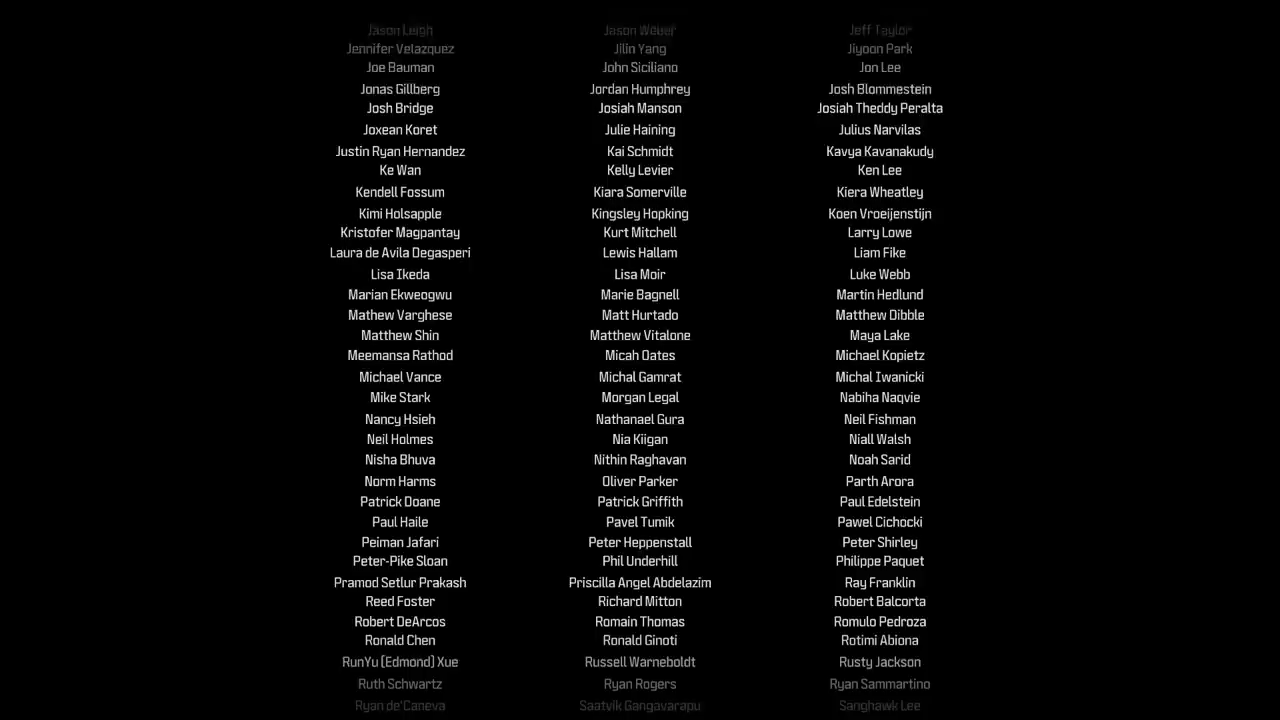 Jason Leigh Jason Weber Jeff Taylor
Jennifer Velazquez Jilin Yang Jiyoon Park
Joe Bauman John Siciliano Jon Lee
Jonas Gillberg Jordan Humphrey Josh Blommestein
Josh Bridge Josiah Manson Josiah Theddy Peralta
Joxean Koret Julie Haining Julius Narvilas
Justin Ryan Hernandez Kai Schmidt Kavya Kavanakudy
Ke Wan Kelly Levier Ken Lee
Kendell Fossum Kiara Somerville Kiera Wheatley
Kimi Holsapple Kingsley Hopking Koen Vroeijenstijn
Kristofer Magpantay Kurt Mitchell Larry Lowe
Laura de Avila Degasperi Lewis Hallam Liam Fike
Lisa Ikeda Lisa Moir Luke Webb
Marian Ekweogwu Marie Bagnell Martin Hedlund
Mathew Varghese Matt Hurtado Matthew Dibble
Matthew Shin Matthew Vitalone Maya Lake
Meemansa Rathod Micah Oates Michael Kopietz
Michael Vance Michal Gamrat Michal Iwanicki
Mike Stark Morgan Legal Nabiha Naqvie
Nancy Hsieh Nathanael Gura Neil Fishman
Neil Holmes Nia Kiigan Niall Walsh
Nisha Bhuva Nithin Raghavan Noah Sarid
Norm Harms Oliver Parker Parth Arora
Patrick Doane Patrick Griffith Paul Edelstein
Paul Haile Pavel Tumik Pawel Cichocki
Peiman Jafari Peter Heppenstall Peter Shirley
Peter-Pike Sloan Phil Underhill Philippe Paquet
Pramod Setlur Prakash Priscilla Angel Abdelazim Ray Franklin
Reed Foster Richard Mitton Robert Balcorta
Robert DeArcos Romain Thomas Romulo Pedroza
Ronald Chen Ronald Ginoti Rotimi Abiona
RunYu (Edmond) Xue Russell Warneboldt Rusty Jackson
Ruth Schwartz Ryan Rogers Ryan Sammartino
Ryan de'Caneva Saatvik Gangavarapu Sanghawk Lee